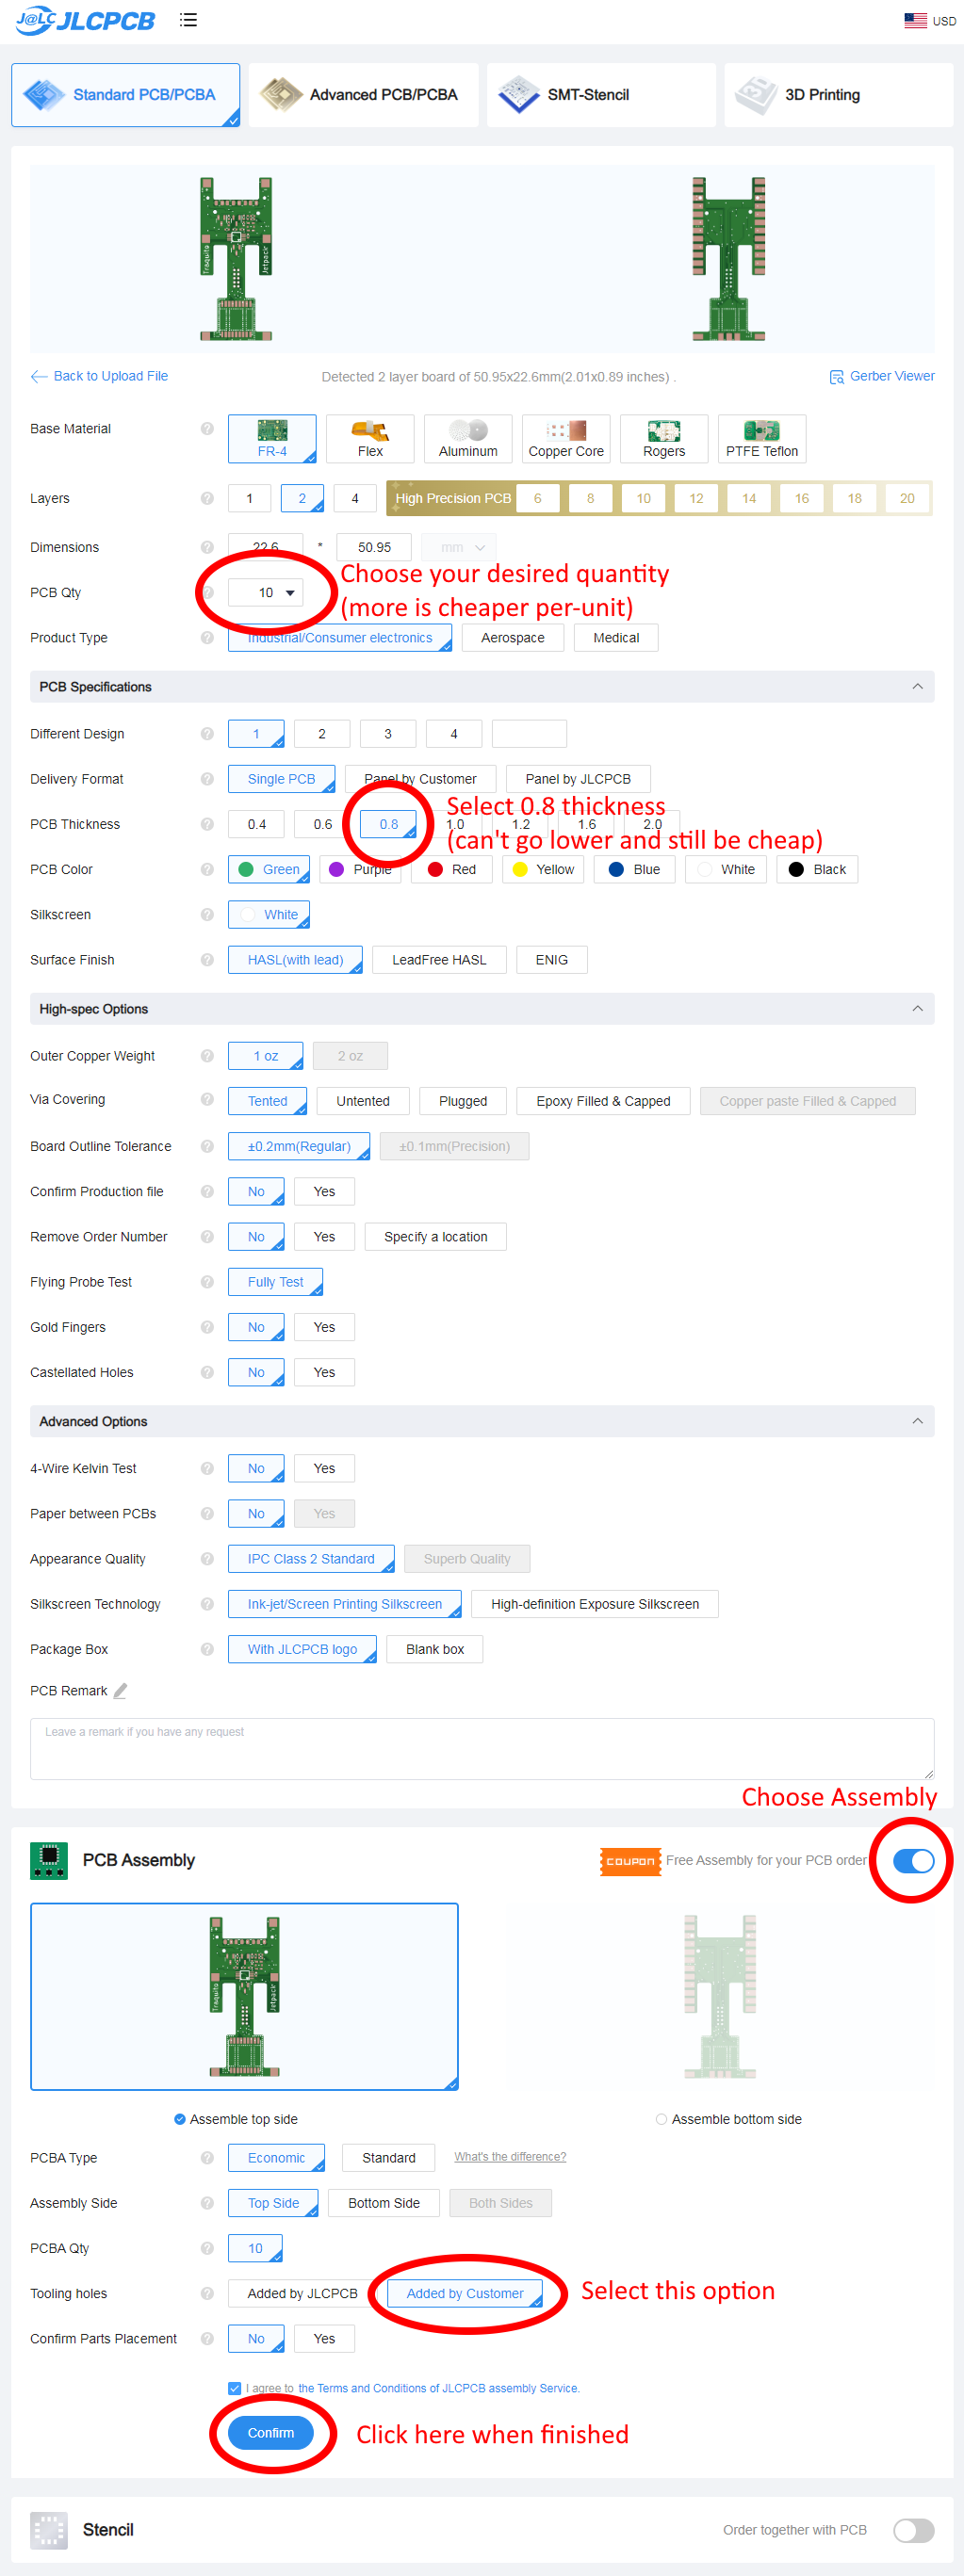 J@LC JLCPCB USD
Standard PCB/PCBA Advanced PCB/PCBA SMT-Stencil 3D Printing
Traquito Jetpack
Back to Upload File Detected 2 layer board of 50.95x22.6mm(2.01x0.89 inches) . Gerber Viewer
Base Material ? FR-4 Flex Aluminum Copper Core Rogers PTFE Teflon
Layers ? 1 2 4 High Precision PCB 6 8 10 12 14 16 18 20
Dimensions ? 22.6 * 50.95 mm
Choose your desired quantity
PCB Qty ? 10
(more is cheaper per-unit)
Product Type ? Industrial/Consumer electronics Aerospace Medical
PCB Specifications
Different Design ? 1 2 3 4
Delivery Format ? Single PCB Panel by Customer Panel by JLCPCB
Select 0.8 thickness
PCB Thickness ? 0.4 0.6 0.8 1.0 1.2 1.6 2.0
(can't go lower and still be cheap)
PCB Color ? Green Purple Red Yellow Blue White Black
Silkscreen ? White
Surface Finish ? HASL(with lead) LeadFree HASL ENIG
High-spec Options
Outer Copper Weight ? 1 oz 2 oz
Via Covering ? Tented Untented Plugged Epoxy Filled & Capped Copper paste Filled & Capped
Board Outline Tolerance ? ±0.2mm(Regular) ±0.1mm(Precision)
Confirm Production file ? No Yes
Remove Order Number ? No Yes Specify a location
Flying Probe Test ? Fully Test
Gold Fingers ? No Yes
Castellated Holes ? No Yes
Advanced Options
4-Wire Kelvin Test ? No Yes
Paper between PCBs ? No Yes
Appearance Quality ? IPC Class 2 Standard Superb Quality
Silkscreen Technology ? Ink-jet/Screen Printing Silkscreen High-definition Exposure Silkscreen
Package Box ? With JLCPCB logo Blank box
PCB Remark
Leave a remark if you have any request
Choose Assembly
PCB Assembly COUPON Free Assembly for your PCB order
Traquito Jetpack
Assemble top side Assemble bottom side
PCBA Type ? Economic Standard What's the difference?
Assembly Side ? Top Side Bottom Side Both Sides
PCBA Qty ? 10
Tooling holes ? Added by JLCPCB Added by Customer Select this option
Confirm Parts Placement ? No Yes
I agree to the Terms and Conditions of JLCPCB assembly Service.
Confirm Click here when finished
Stencil Order together with PCB